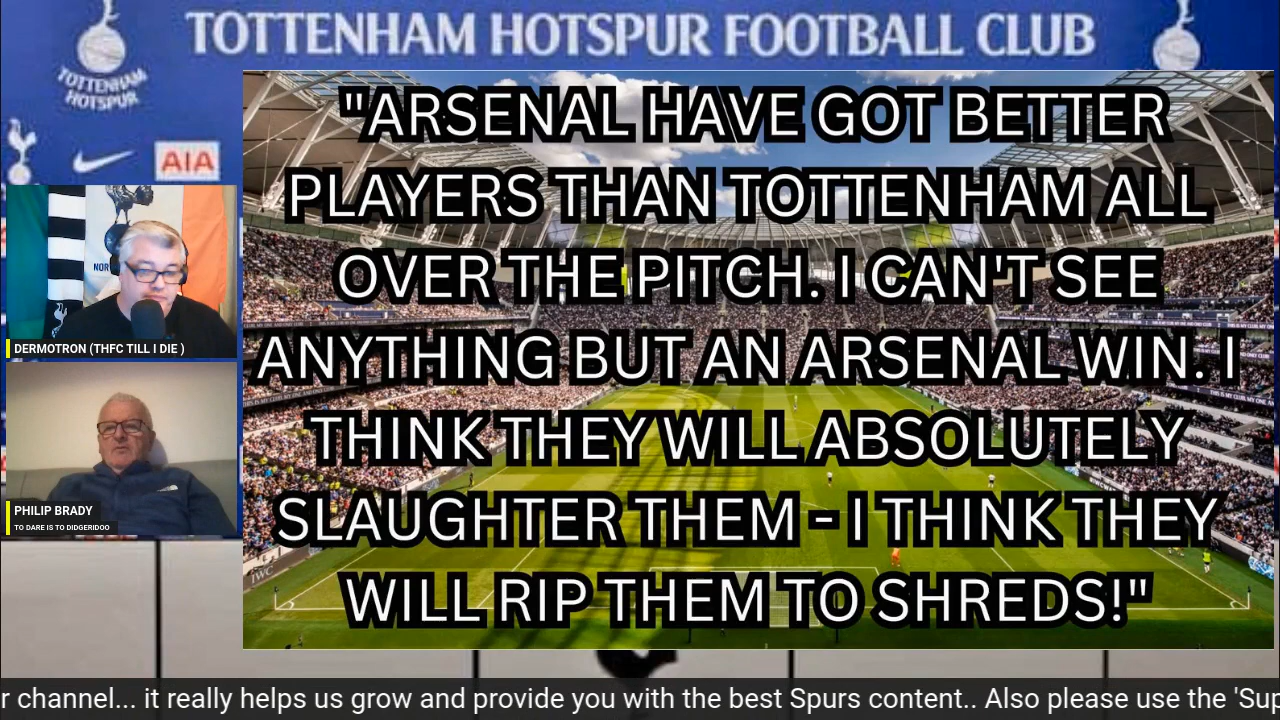 TOTTENHAM HOTSPUR FOOTBALL CLUB
TOTTENHAM
HOTSPUR
AIA
"ARSENAL HAVE GOT BETTER
PLAYERS THAN TOTTENHAM ALL
OVER THE PITCH. I CAN'T SEE
ANYTHING BUT AN ARSENAL WIN. I
THINK THEY WILL ABSOLUTELY
SLAUGHTER THEM - I THINK THEY
WILL RIP THEM TO SHREDS!"
IWC
NOR
DERMOTRON (THFC TILL I DIE )
PHILIP BRADY
TO DARE IS TO DIDGERIDOO
r channel... it really helps us grow and provide you with the best Spurs content.. Also please use the 'Sup